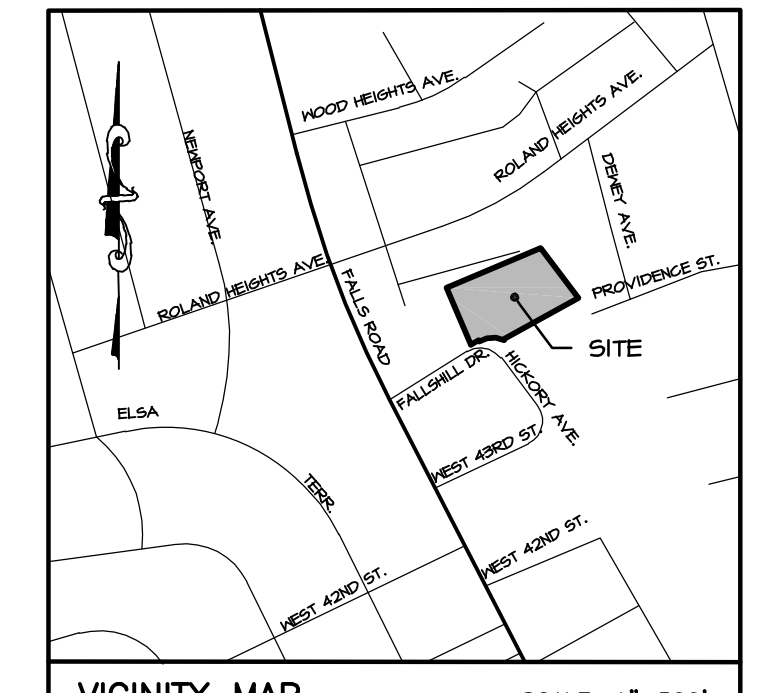 WOOD HEIGHTS AVE.
NEWPORT AVE.
ROLAND HEIGHTS AVE.
DEWEY AVE.
ROLAND HEIGHTS AVE.
FALLS ROAD
PROVIDENCE ST.
SITE
FALLSHILL DR.
HICKORY AVE.
ELSA
TERR.
WEST 43RD ST.
WEST 42ND ST.
WEST 42ND ST.
VICINITY MAP